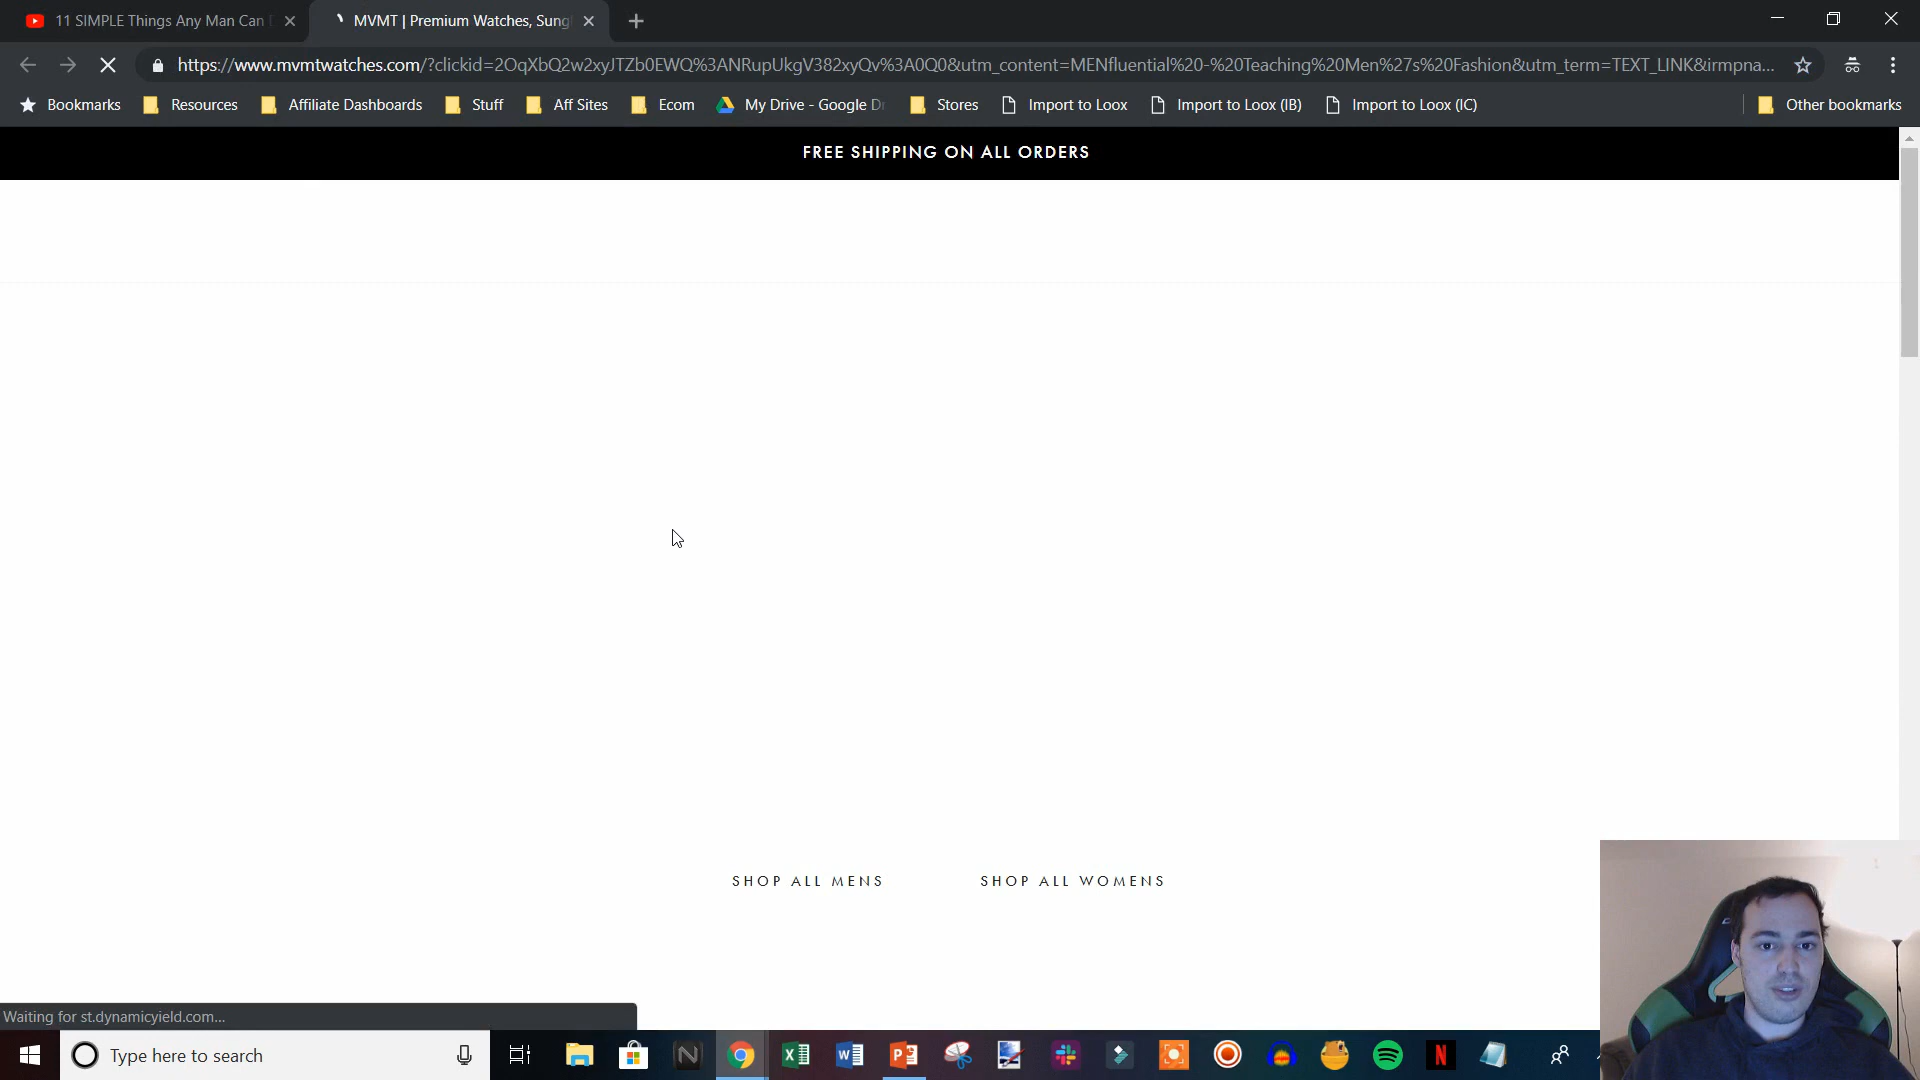 11 SIMPLE Things Any Man Can
MVMT | Premium Watches, Sung
https://www.mvmtwatches.com/?clickid=2OqXbQ2w2xyJTZb0EWQ%3ANRupUkgV382xyQv%3A0Q0&utm_content=MENfluential%20-%20Teaching%20Men%27s%20Fashion&utm_term=TEXT_LINK&irmpna...
Bookmarks Resources Affiliate Dashboards Stuff Aff Sites Ecom My Drive - Google Dr Stores Import to Loox Import to Loox (IB) Import to Loox (IC) Other bookmarks
FREE SHIPPING ON ALL ORDERS
SHOP ALL MENS SHOP ALL WOMENS
Waiting for st.dynamicyield.com...
Type here to search